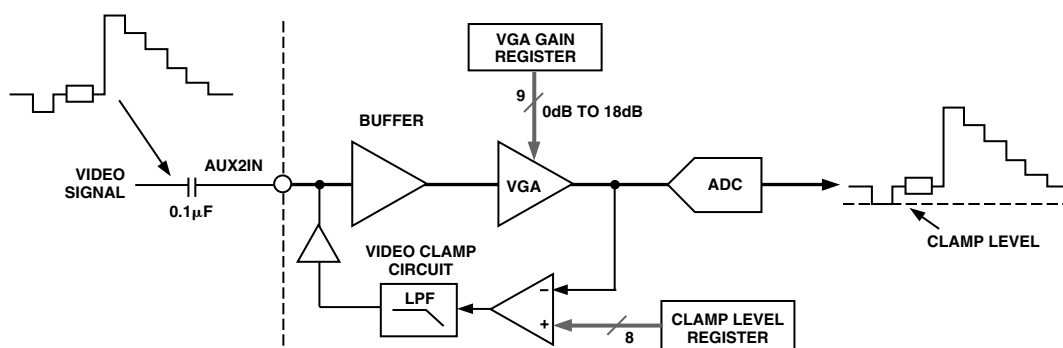 VGA GAIN
REGISTER
9
0dB TO 18dB
BUFFER
AUX2IN
VIDEO
SIGNAL
0.1μF
VGA
ADC
CLAMP LEVEL
VIDEO CLAMP
CIRCUIT
LPF
–
+
8
CLAMP LEVEL
REGISTER